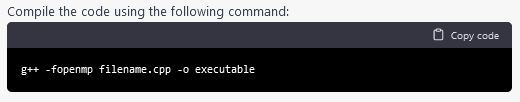 Compile the code using the following command:
Copy code
g++ -fopenmp filename.cpp -o executable